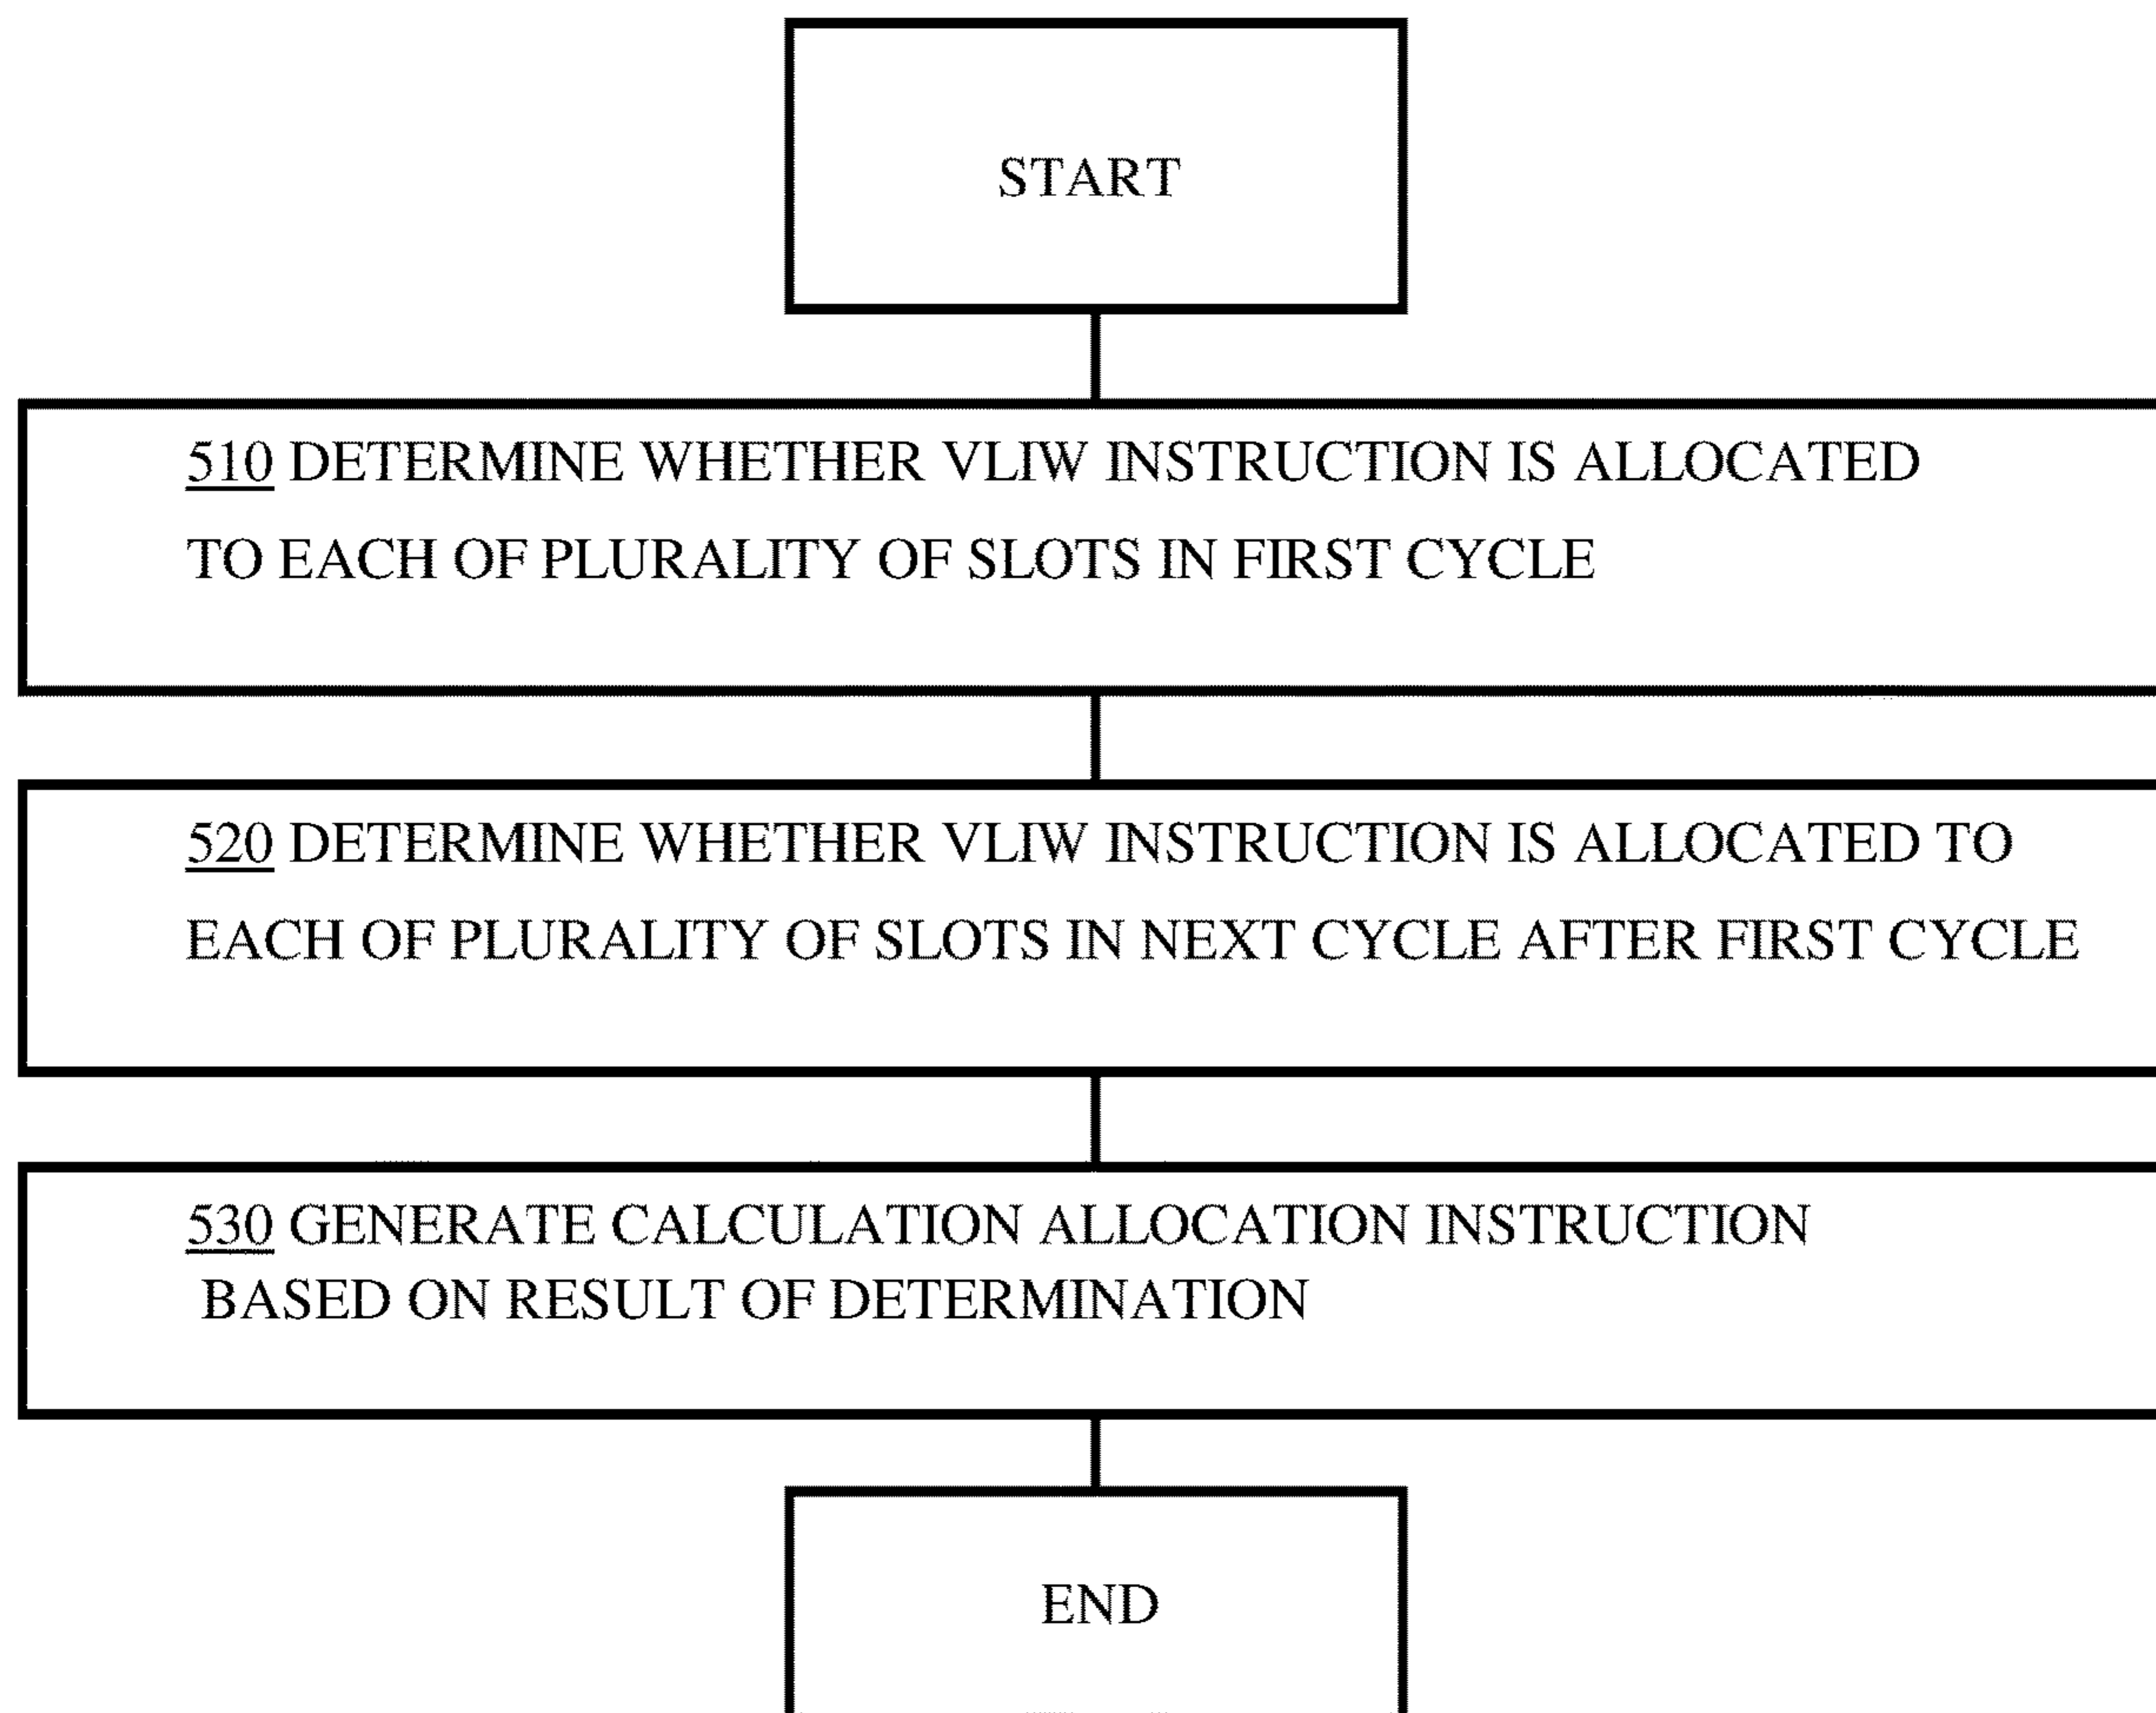 START
510 DETERMINE WHETHER VLIW INSTRUCTION IS ALLOCATED
TO EACH OF PLURALITY OF SLOTS IN FIRST CYCLE
520 DETERMINE WHETHER VLIW INSTRUCTION IS ALLOCATED TO
EACH OF PLURALITY OF SLOTS IN NEXT CYCLE AFTER FIRST CYCLE
530 GENERATE CALCULATION ALLOCATION INSTRUCTION
BASED ON RESULT OF DETERMINATION
END